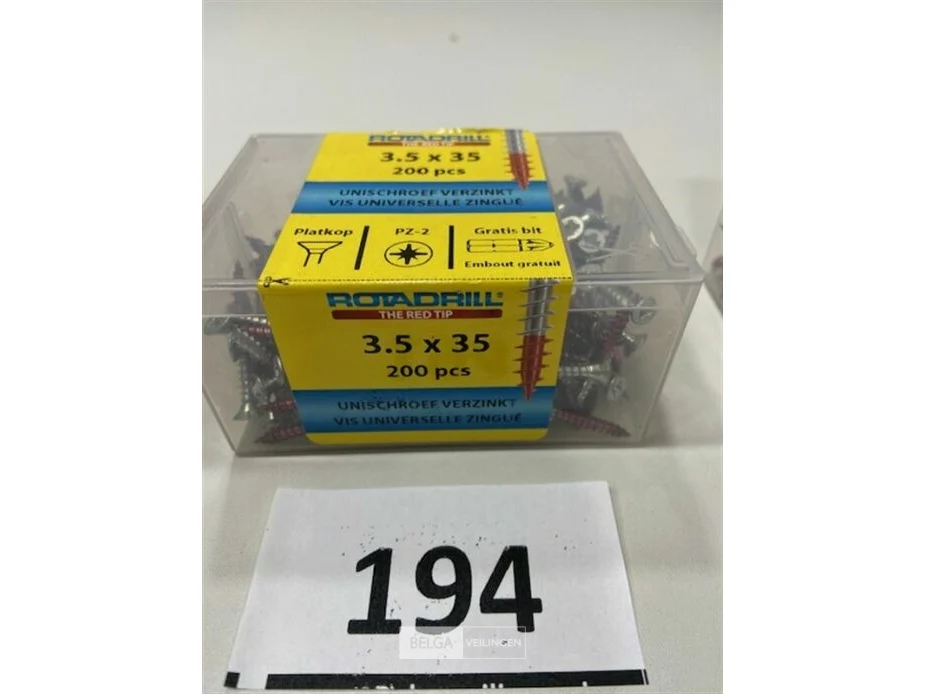 ROTADRILL
THE RED TIP
3.5 x 35
200 pcs
UNISCHROEF VERZINKT
VIS UNIVERSELLE ZINGUÉ
Platkop
PZ-2
Gratis bit
Embout gratuit
ROTADRILL
THE RED TIP
3.5 x 35
200 pcs
UNISCHROEF VERZINKT
VIS UNIVERSELLE ZINGUÉ
194
BELGA VEILINGEN